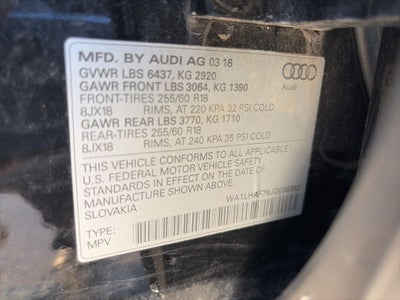 MFD. BY AUDI AG 03 18
GVWR LBS 6437, KG 2920
GAWR FRONT LBS 3064, KG 1390
FRONT-TIRES 255/60 R18
8JX18 RIMS, AT 220 KPA 32 PSI COLD
GAWR REAR LBS 3770, KG 1710
REAR-TIRES 255/60 R18
8JX18 RIMS, AT 240 KPA 35 PSI COLD
Audi
THIS VEHICLE CONFORMS TO ALL APPLICABLE
U.S. FEDERAL MOTOR VEHICLE SAFETY STANDARDS
IN EFFECT ON THE DATE OF
MANUFACTURE SHOWN ABOVE.
SLOVAKIA
TYPE:
MPV